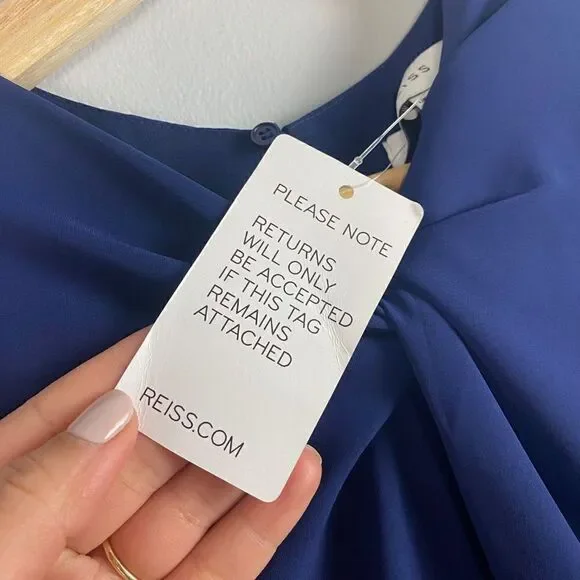 PLEASE NOTE
RETURNS
WILL ONLY
BE ACCEPTED
IF THIS TAG
REMAINS
ATTACHED
REISS.COM